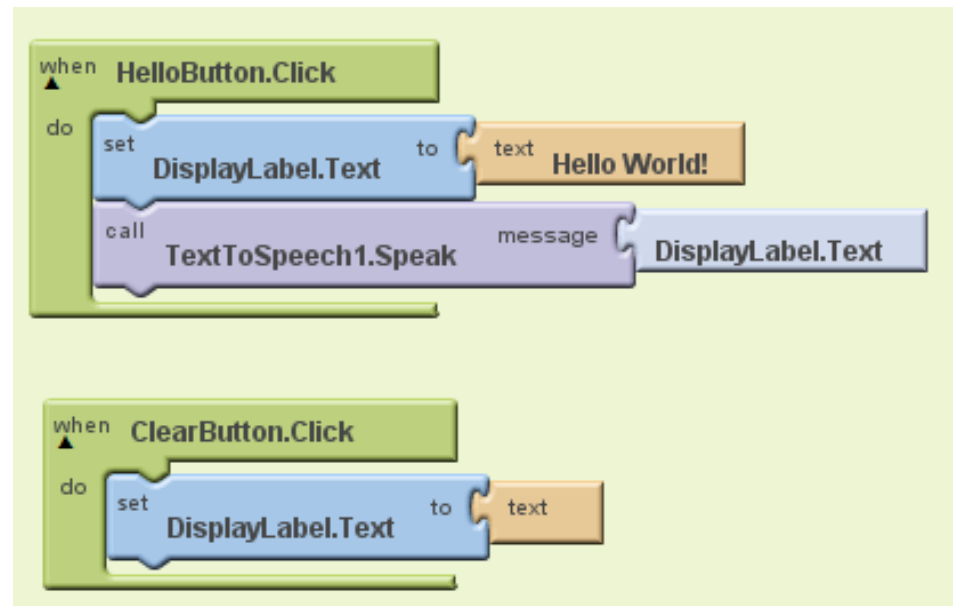 when HelloButton.Click
do
set DisplayLabel.Text to text Hello World!
call TextToSpeech1.Speak message DisplayLabel.Text
when ClearButton.Click
do
set DisplayLabel.Text to text